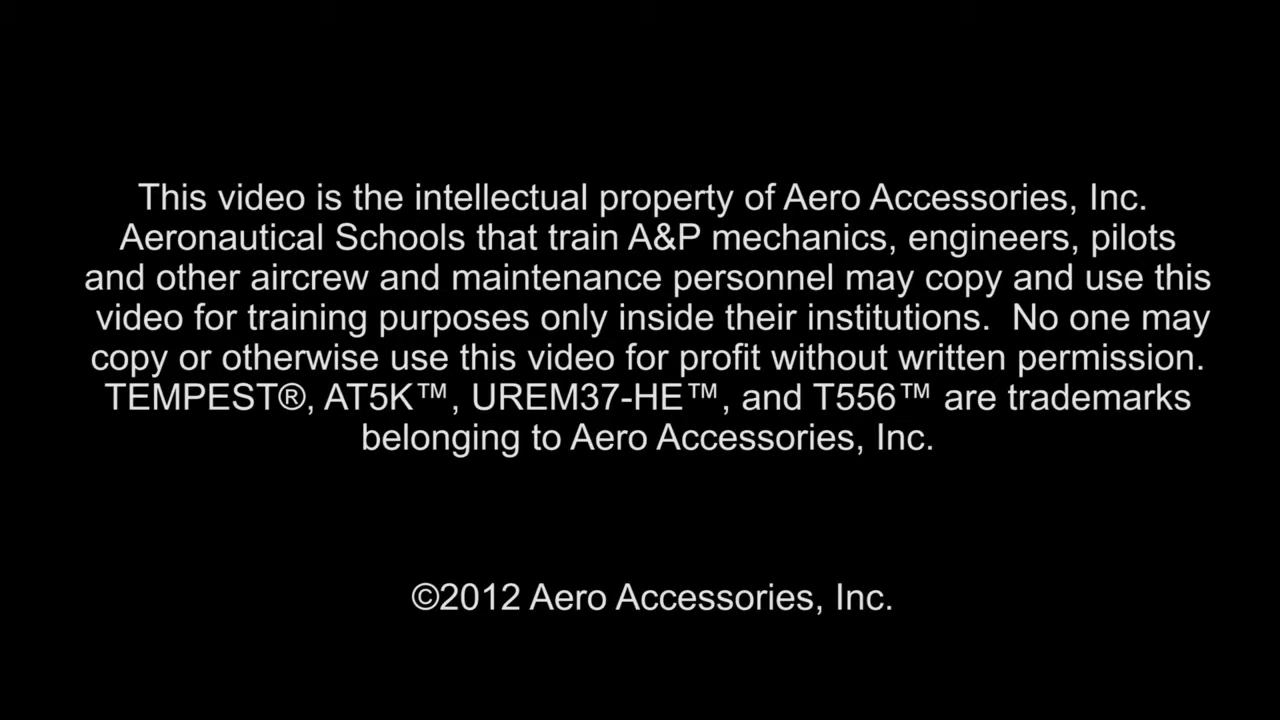 This video is the intellectual property of Aero Accessories, Inc.
Aeronautical Schools that train A&P mechanics, engineers, pilots
and other aircrew and maintenance personnel may copy and use this
video for training purposes only inside their institutions.  No one may
copy or otherwise use this video for profit without written permission.
TEMPEST®, AT5K™, UREM37-HE™, and T556™ are trademarks
belonging to Aero Accessories, Inc.
©2012 Aero Accessories, Inc.